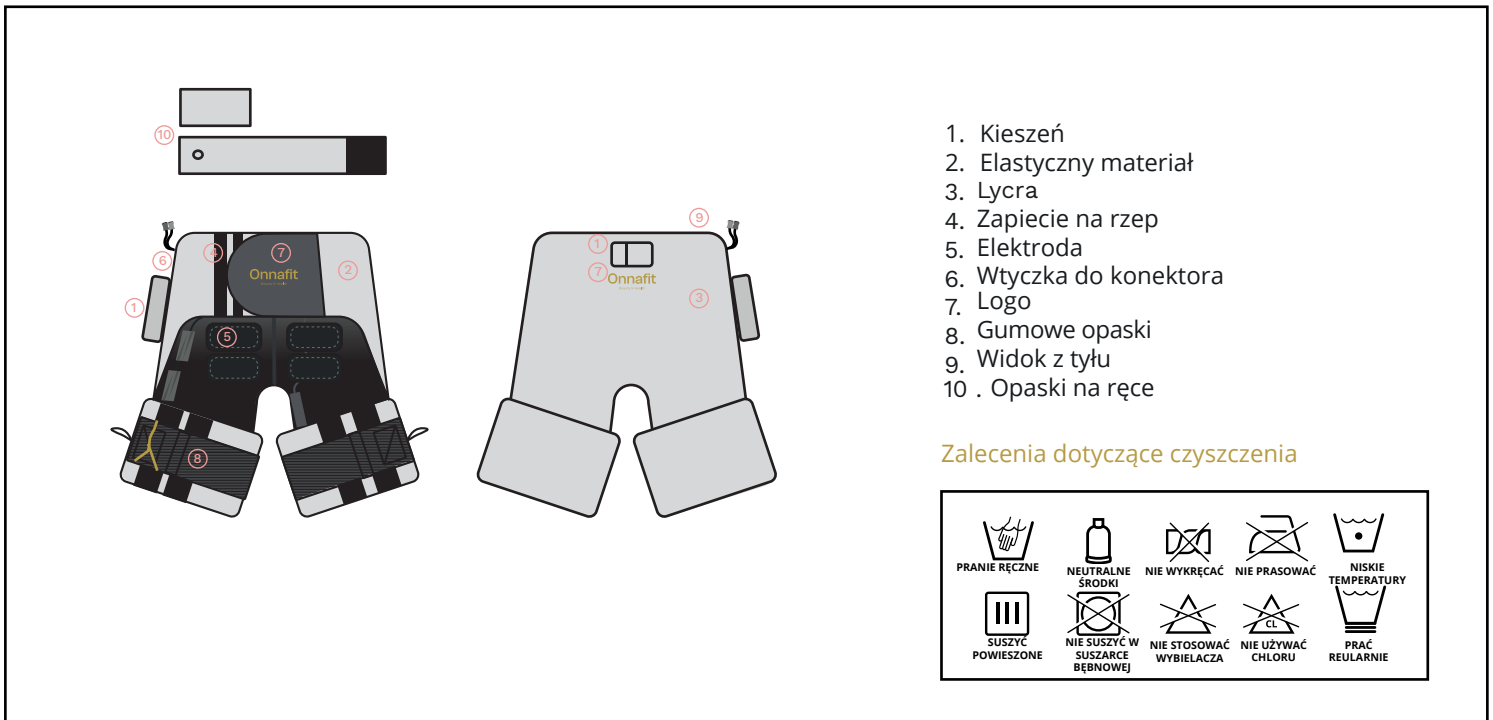 10
9
6
4
7
Onnafit
2
1
5
8
1
7
Onnafit
3
1. Kieszeń
2. Elastyczny materiał
3. Lycra
4. Zapiecie na rzep
5. Elektroda
6. Wtyczka do konektora
7. Logo
8. Gumowe opaski
9. Widok z tyłu
10 . Opaski na ręce
Zalecenia dotyczące czyszczenia
PRANIE RĘCZNE
NEUTRALNE
ŚRODKI
NIE WYKRĘCAĆ
NIE PRASOWAĆ
NISKIE
TEMPERATURY
SUSZYĆ
POWIESZONE
NIE SUSZYĆ W
SUSZARCE
BĘBNOWEJ
NIE STOSOWAĆ
WYBIELACZA
CL
NIE UŻYWAĆ
CHLORU
PRAĆ
REULARNIE